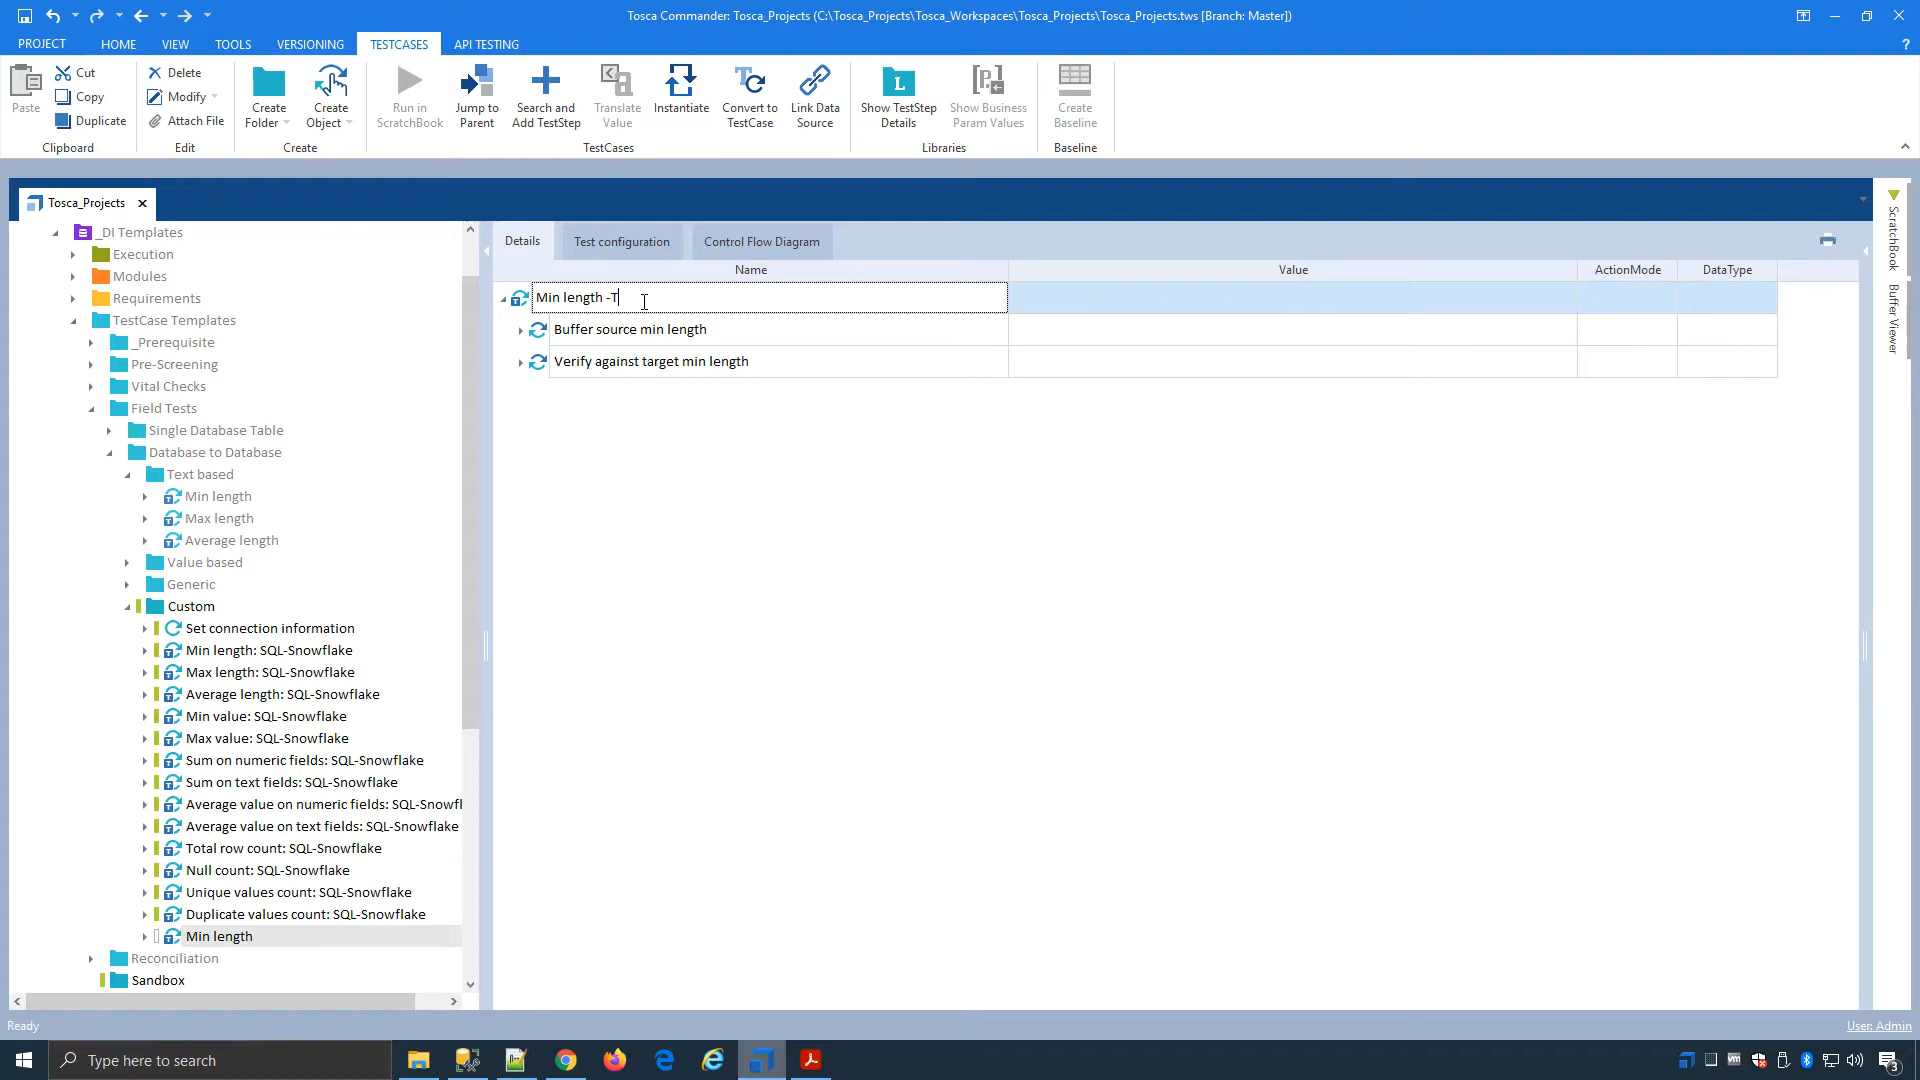 Tosca Commander: Tosca_Projects (C:\Tosca_Projects\Tosca_Workspaces\Tosca_Projects\Tosca_Projects.tws [Branch: Master])
PROJECT HOME VIEW TOOLS VERSIONING TESTCASES API TESTING ?
Paste Cut Copy Duplicate
Clipboard
Delete Modify Attach File
Edit
Create Folder Create Object
Create
Run in ScratchBook Jump to Parent Search and Add TestStep Translate Value Instantiate Convert to TestCase Link Data Source
TestCases
Show TestStep Details Show Business Param Values
Libraries
Create Baseline
Baseline
Tosca_Projects
_DI Templates
Execution
Modules
Requirements
TestCase Templates
_Prerequisite
Pre-Screening
Vital Checks
Field Tests
Single Database Table
Database to Database
Text based
Min length
Max length
Average length
Value based
Generic
Custom
Set connection information
Min length: SQL-Snowflake
Max length: SQL-Snowflake
Average length: SQL-Snowflake
Min value: SQL-Snowflake
Max value: SQL-Snowflake
Sum on numeric fields: SQL-Snowflake
Sum on text fields: SQL-Snowflake
Average value on numeric fields: SQL-Snowfl
Average value on text fields: SQL-Snowflake
Total row count: SQL-Snowflake
Null count: SQL-Snowflake
Unique values count: SQL-Snowflake
Duplicate values count: SQL-Snowflake
Min length
Reconciliation
Sandbox
Details Test configuration Control Flow Diagram
Name Value ActionMode DataType
Min length -T
Buffer source min length
Verify against target min length
ScratchBook
Buffer Viewer
Ready
User: Admin
Type here to search
3